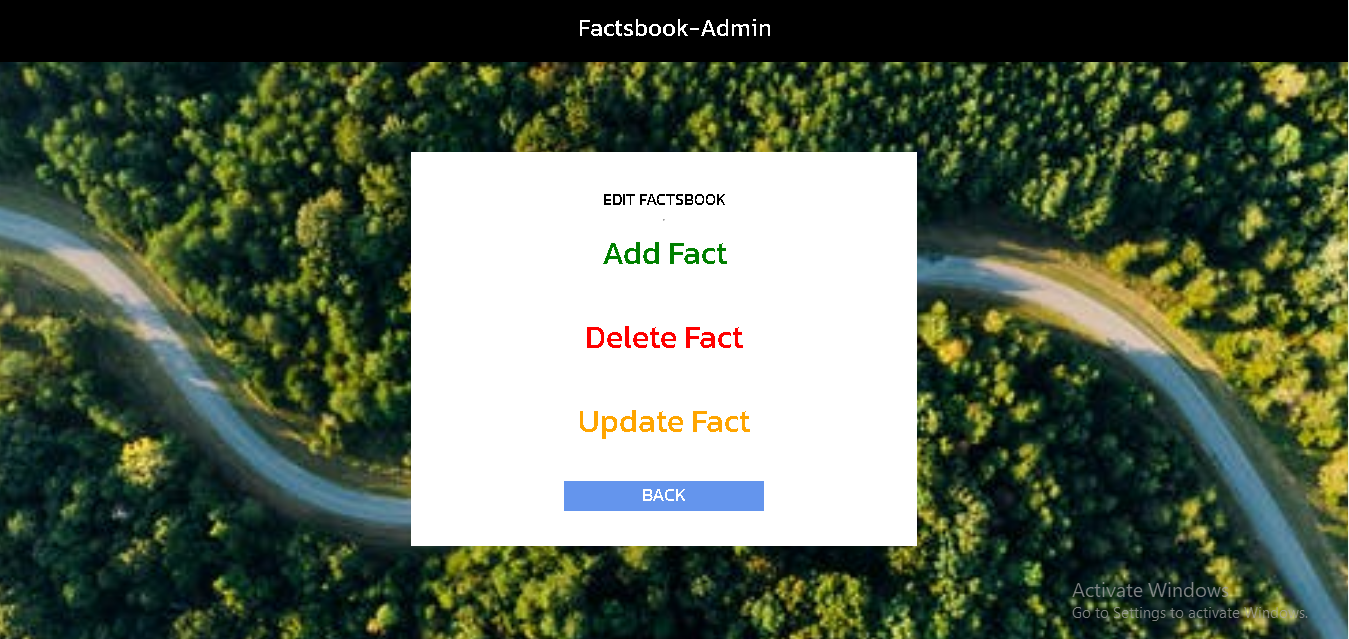 Factsbook-Admin
EDIT FACTSBOOK
Add Fact
Delete Fact
Update Fact
BACK
Activate Windows
Go to Settings to activate Windows.